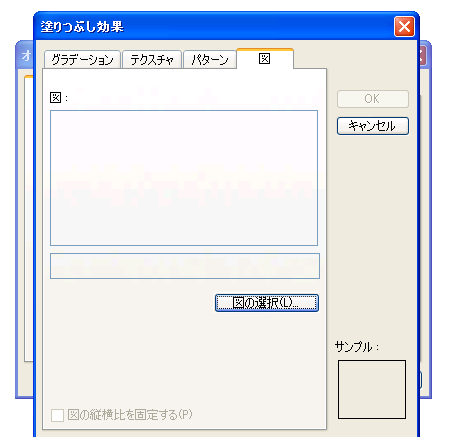 塗りつぶし効果
オ
グラデーション テクスチャ パターン 図
図：
OK
キャンセル
図の選択(L)...
サンプル：
図の縦横比を固定する(P)